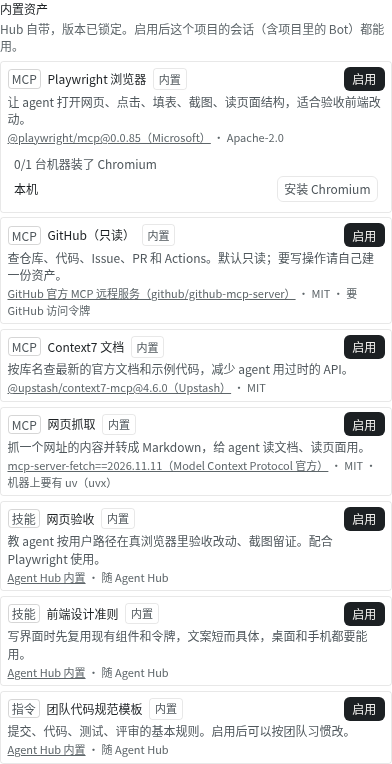 内置资产
Hub 自带，版本已锁定。启用后这个项目的会话（包括里面的 Bot）都能
用。
MCP Playwright 浏览器 内置 启用
让 agent 打开网页、点击、填表、截图、读页面结构，适合验收前端改
动。
@playwright/mcp@0.0.85（Microsoft） · Apache-2.0
0/1 台机器装了 Chromium
本机 安装 Chromium
MCP GitHub（只读） 内置 启用
查仓库、代码、Issue、PR 和 Actions。默认只读；要写操作请自己建
一份资产。
GitHub 官方 MCP 远程服务（github/github-mcp-server） · MIT · 要
GitHub 访问令牌
MCP Context7 文档 内置 启用
按库名查最新的官方文档和示例代码，减少 agent 用过时的 API。
@upstash/context7-mcp@4.6.0（Upstash） · MIT
MCP 网页抓取 内置 启用
抓一个网址的内容并转成 Markdown，给 agent 读文档、读页面用。
mcp-server-fetch==2026.11.11（Model Context Protocol 官方） · MIT ·
机器上要有 uv（uvx）
技能 网页验收 内置 启用
教 agent 按用户路径在真浏览器里验收改动、截图留证。配合
Playwright 使用。
Agent Hub 内置 · 随 Agent Hub
技能 前端设计准则 内置 启用
写界面时先复用现有组件和令牌，文案短而具体，桌面和手机都要能
用。
Agent Hub 内置 · 随 Agent Hub
指令 团队代码规范模板 内置 启用
提交、代码、测试、评审的基本规则。启用后可以按团队习惯改。
Agent Hub 内置 · 随 Agent Hub